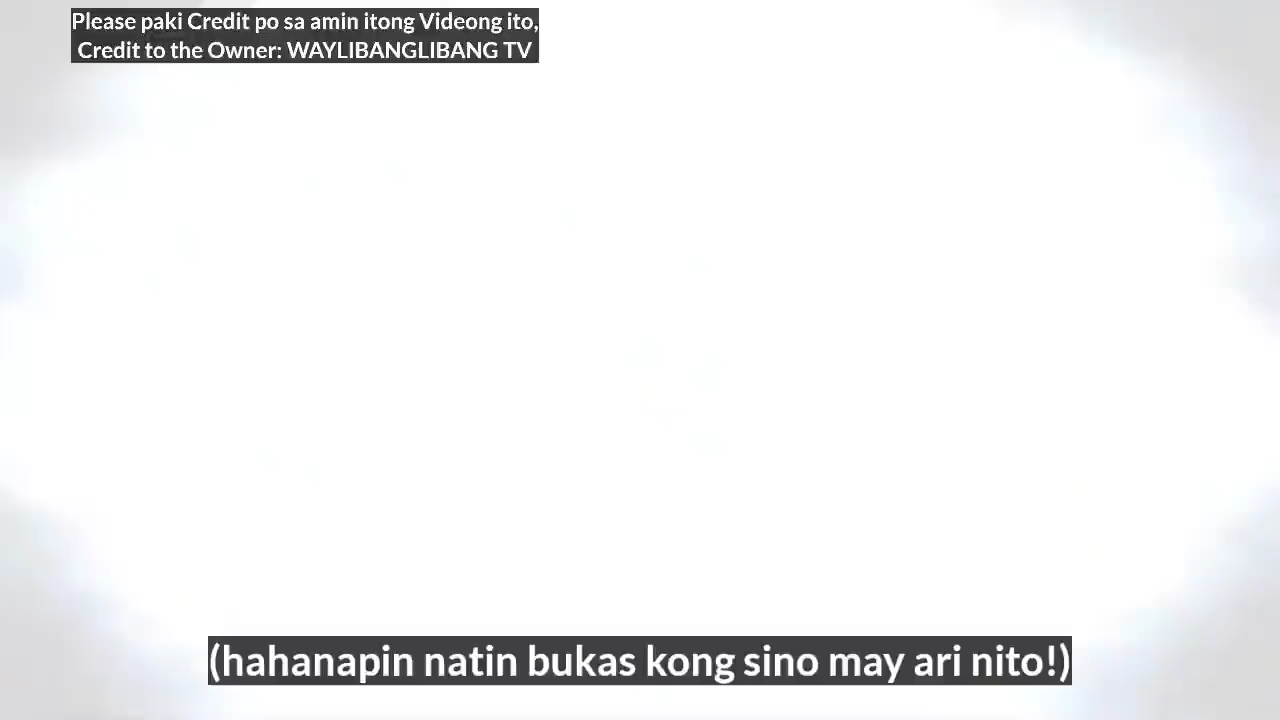 Please paki Credit po sa amin itong Videong ito,
Credit to the Owner: WAYLIBANGLIBANG TV
(hahanapin natin bukas kong sino may ari nito!)